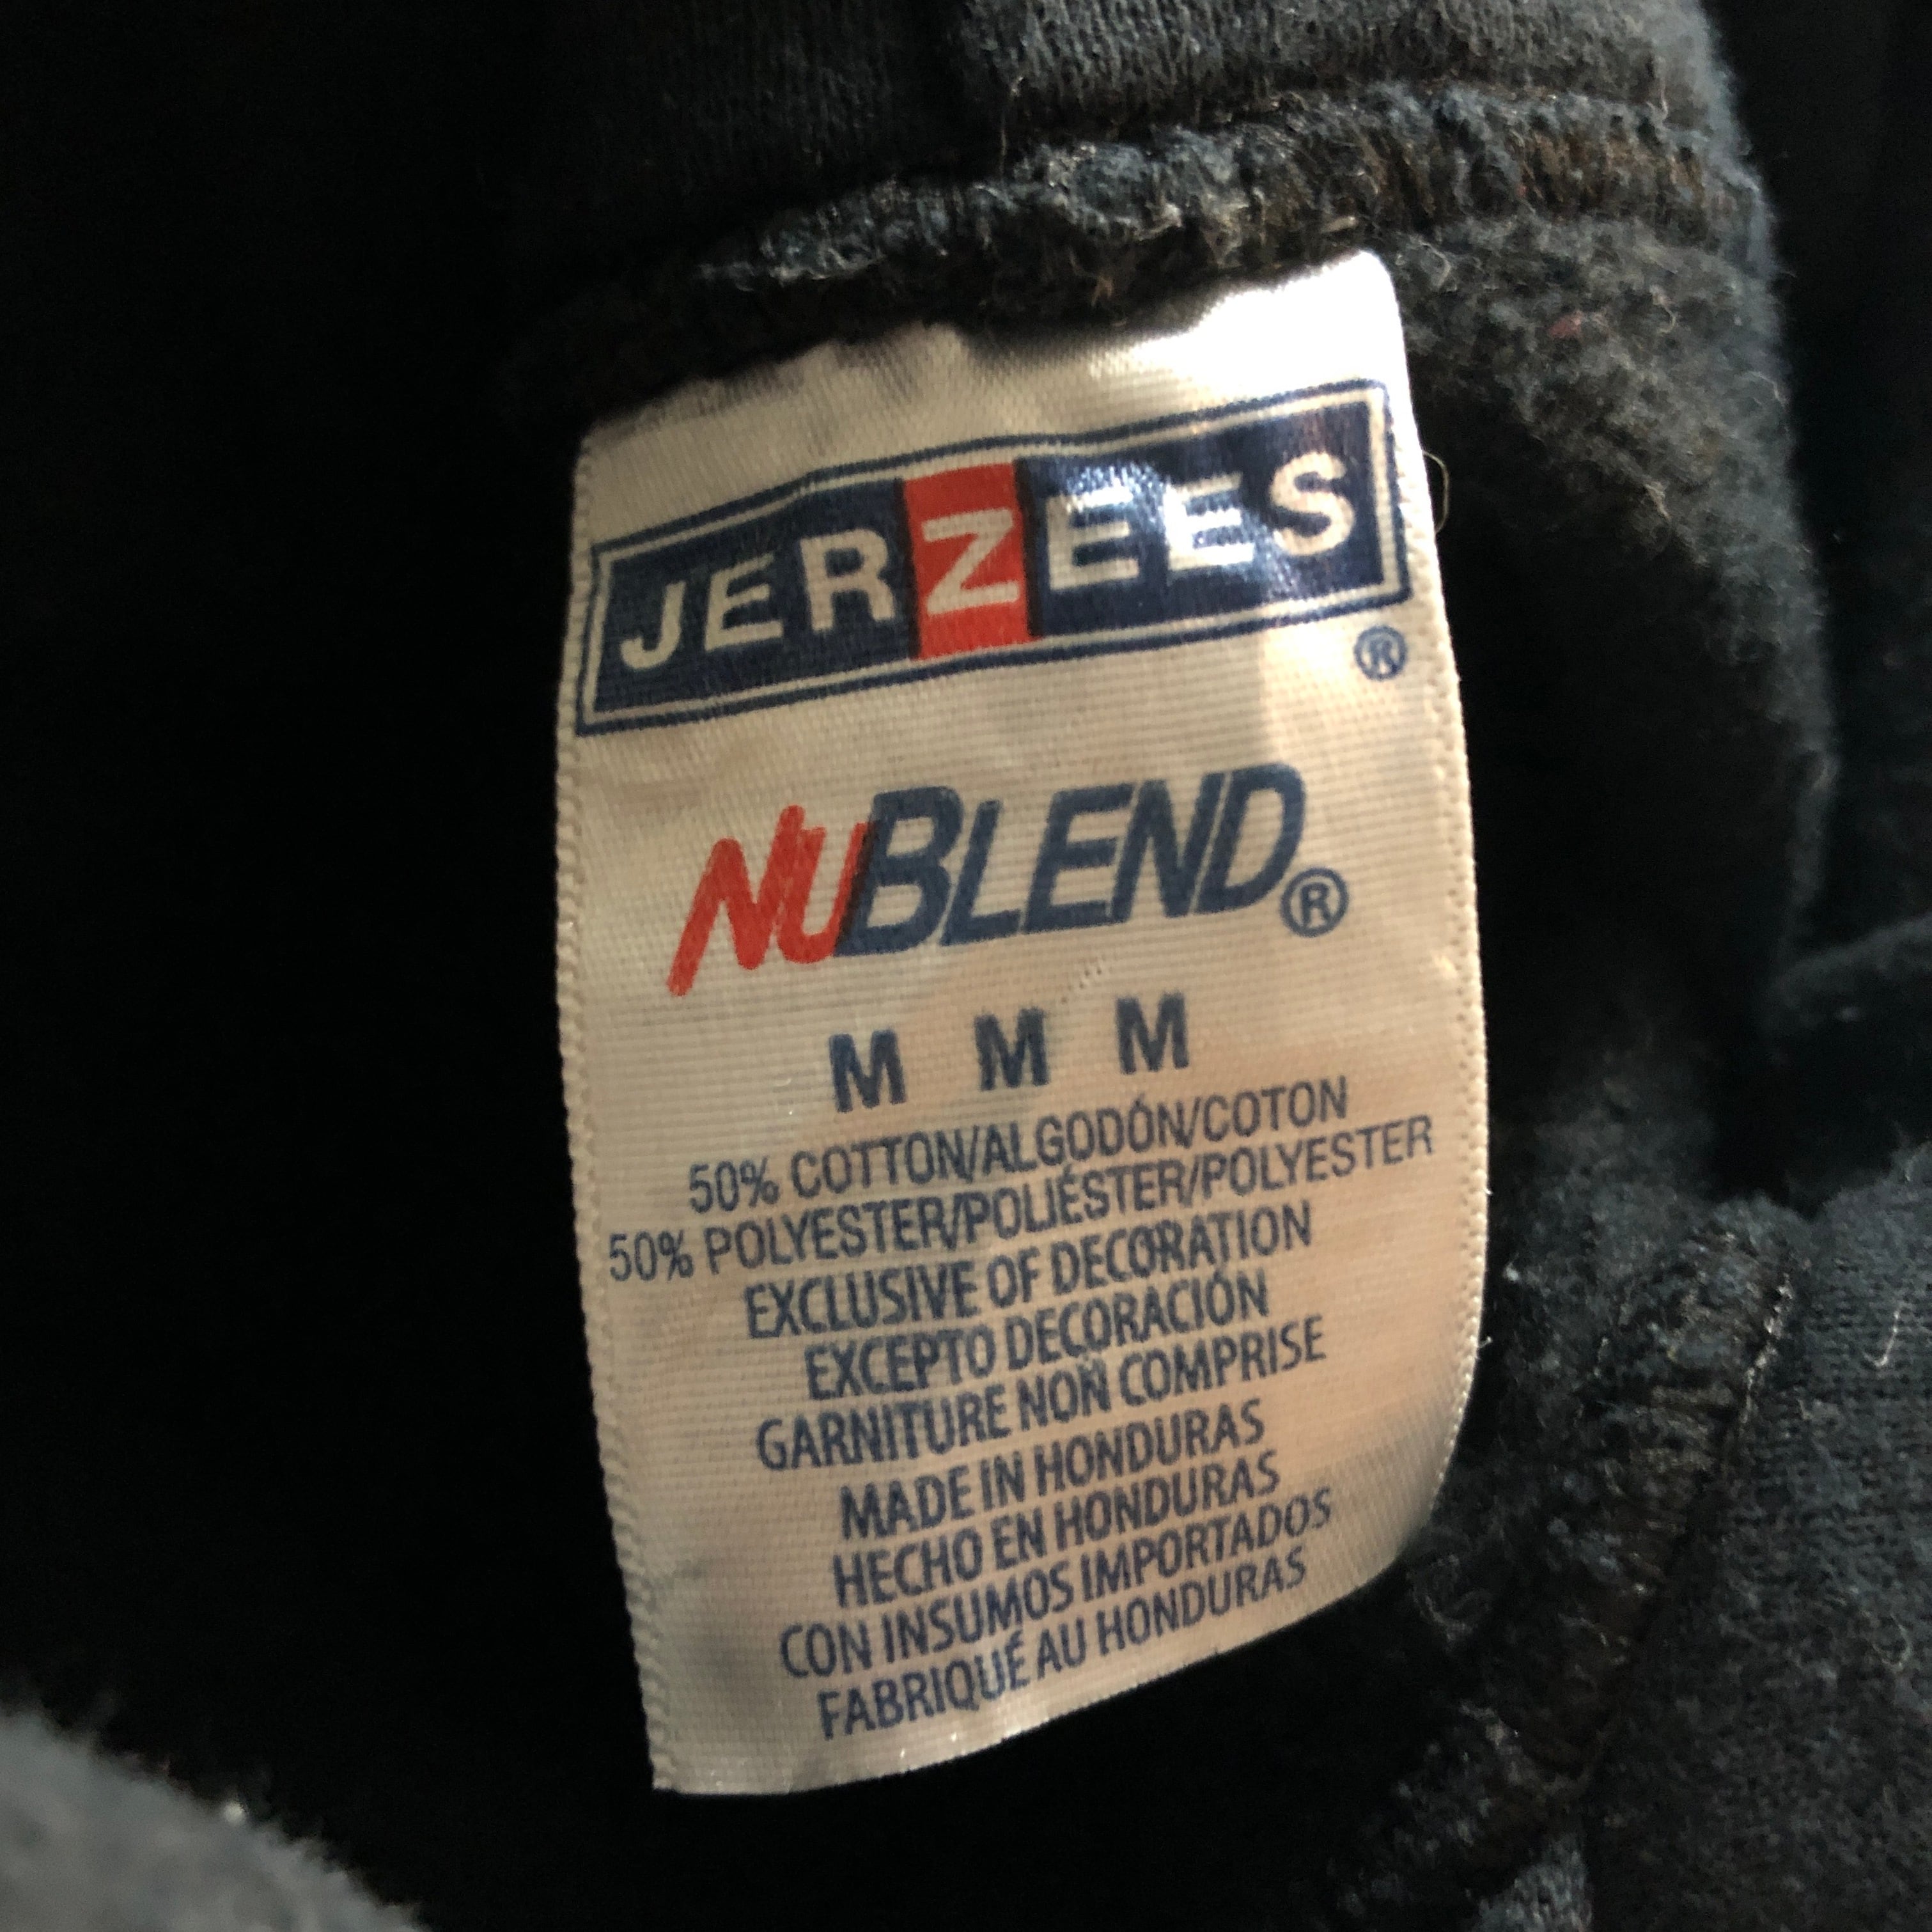 JERZEES
®
NUBLEND®
M M M
50% COTTON/ALGODÓN/COTON
50% POLYESTER/POLIÉSTER/POLYESTER
EXCLUSIVE OF DECORATION
EXCEPTO DECORACIÓN
GARNITURE NON COMPRISE
MADE IN HONDURAS
HECHO EN HONDURAS
CON INSUMOS IMPORTADOS
FABRIQUÉ AU HONDURAS